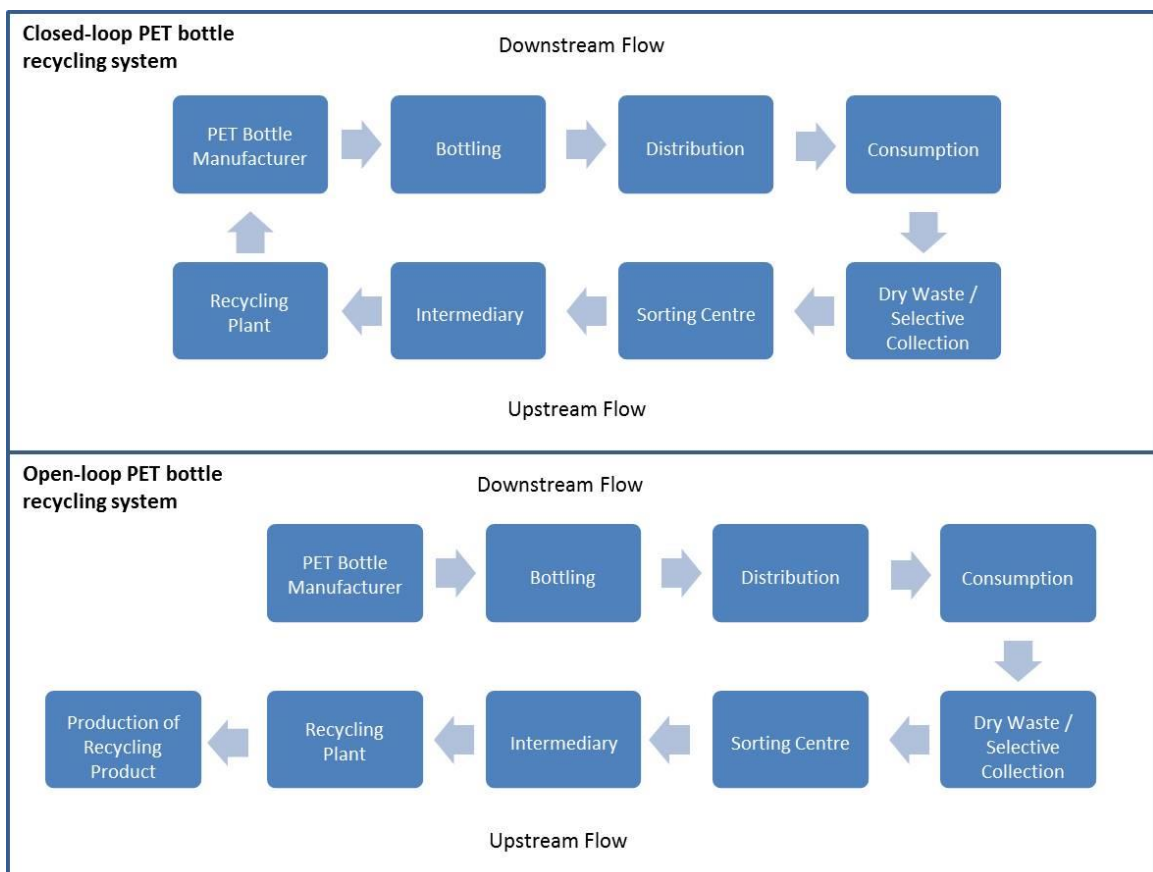 Closed-loop PET bottle
recycling system
Downstream Flow
PET Bottle
Manufacturer
Bottling
Distribution
Consumption
Recycling
Plant
Intermediary
Sorting Centre
Dry Waste /
Selective
Collection
Upstream Flow
Open-loop PET bottle
recycling system
Downstream Flow
PET Bottle
Manufacturer
Bottling
Distribution
Consumption
Production of
Recycling
Product
Recycling
Plant
Intermediary
Sorting Centre
Dry Waste /
Selective
Collection
Upstream Flow